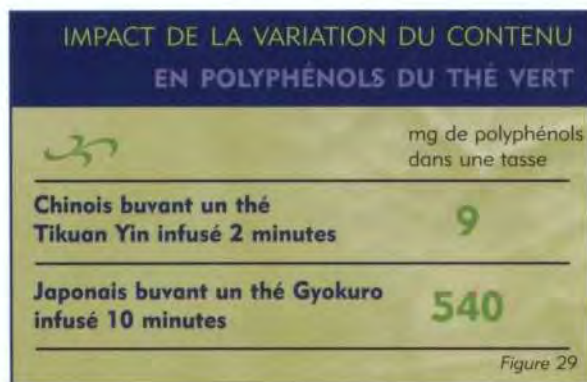 IMPACT DE LA VARIATION DU CONTENU
EN POLYPHÉNOLS DU THÉ VERT
mg de polyphénols
dans une tasse
Chinois buvant un thé
Tikuan Yin infusé 2 minutes
9
Japonais buvant un thé Gyokuro
infusé 10 minutes
540
Figure 29